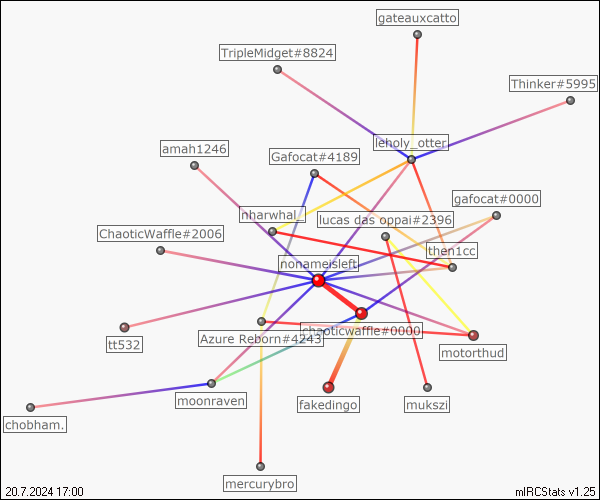 gateauxcatto
TripleMidget#8824
Thinker#5995
leholy_otter
amah1246
Gafocat#4189
gafocat#0000
nharwhal_
lucas das oppai#2396
ChaoticWaffle#2006
then1cc
nonameisleft
chaoticwaffle#0000
Azure Reborn#4243
tt532
motorthud
moonraven
fakedingo
mukszi
chobham.
mercurybro
20.7.2024 17:00
mIRCStats v1.25